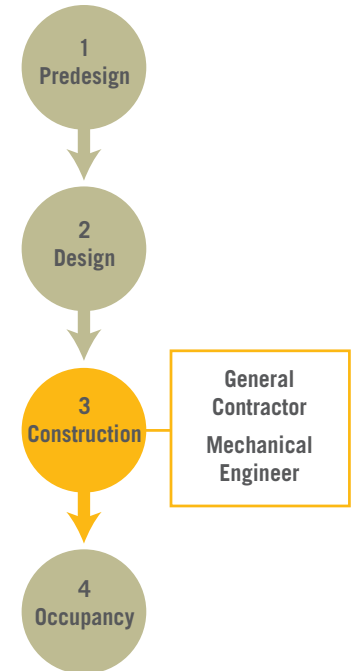 1
Predesign
2
Design
3
Construction
General
Contractor
Mechanical
Engineer
4
Occupancy